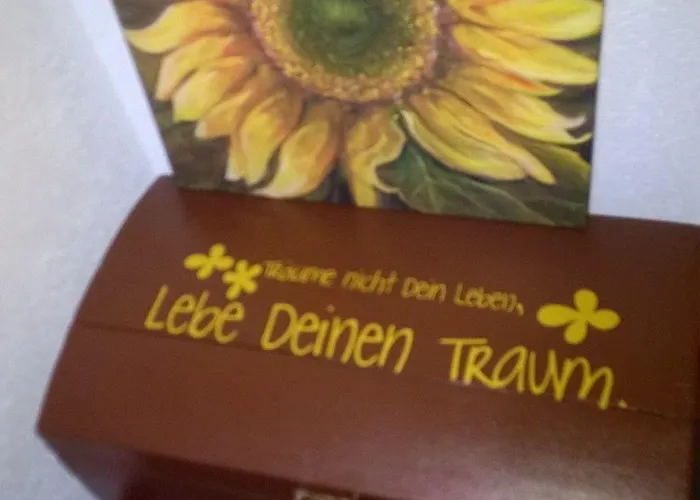 Träume nicht Dein Leben,
Lebe Deinen Traum.